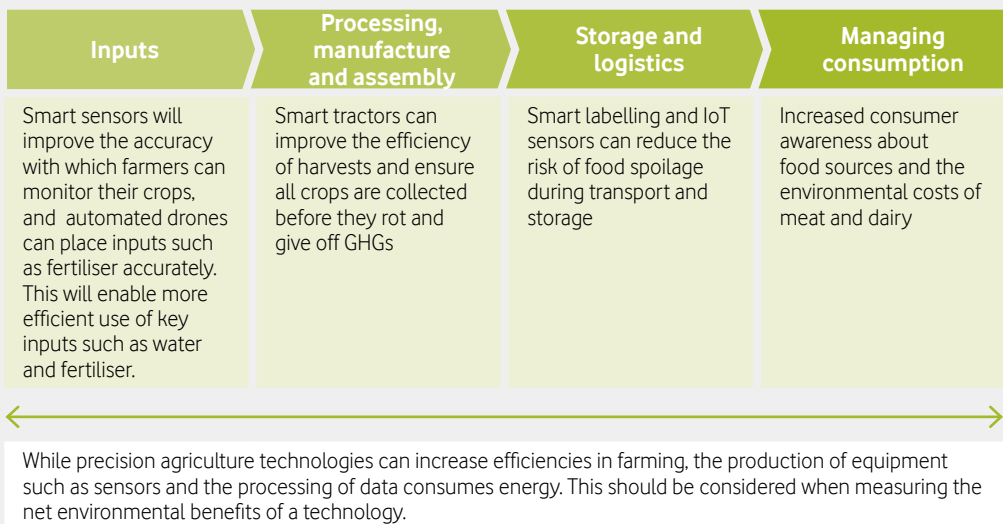 Inputs
Processing,
manufacture
and assembly
Storage and
logistics
Managing
consumption
Smart sensors will
improve the accuracy
with which farmers can
monitor their crops,
and  automated drones
can place inputs such
as fertiliser accurately.
This will enable more
efficient use of key
inputs such as water
and fertiliser.
Smart tractors can
improve the efficiency
of harvests and ensure
all crops are collected
before they rot and
give off GHGs
Smart labelling and IoT
sensors can reduce the
risk of food spoilage
during transport and
storage
Increased consumer
awareness about
food sources and the
environmental costs of
meat and dairy
While precision agriculture technologies can increase efficiencies in farming, the production of equipment
such as sensors and the processing of data consumes energy. This should be considered when measuring the
net environmental benefits of a technology.